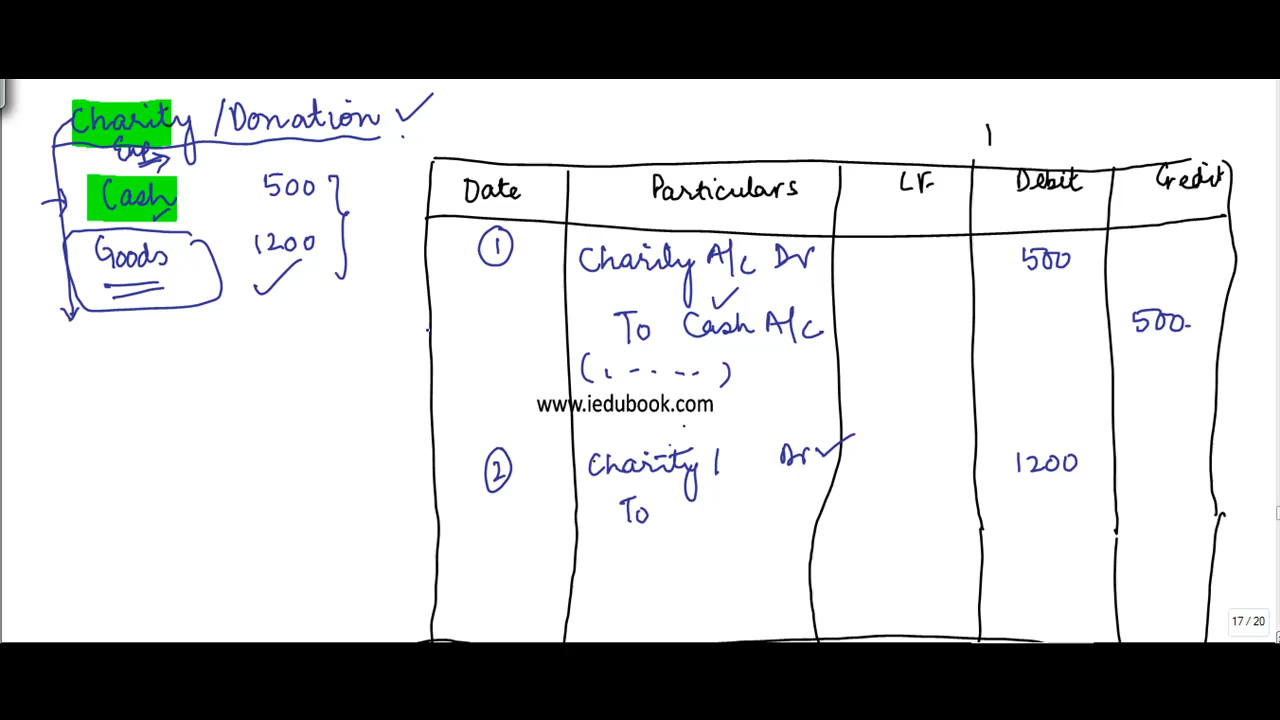 Charity / Donation
Exp
Cash 500
Goods 1200
Date Particulars LF Debit Credit
1 Charity A/c Dr 500
To Cash A/c 500
(. - . . - . .)
www.iedubook.com
2 Charity Dr 1200
To
17 / 20